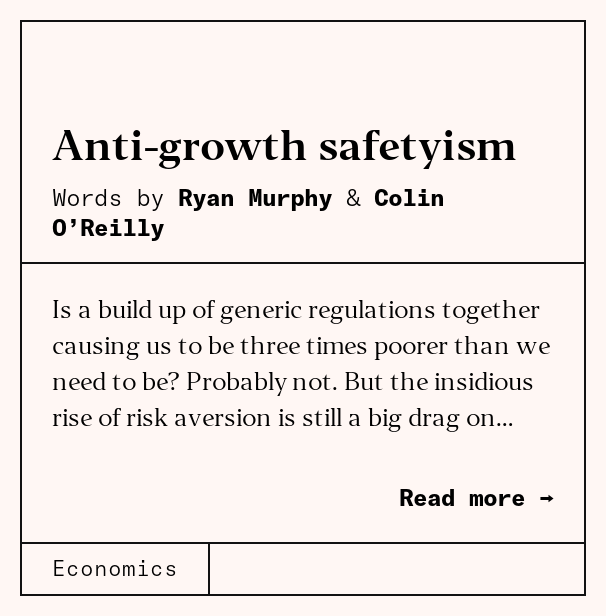 Anti-growth safetyism
Words by Ryan Murphy & Colin
O’Reilly
Is a build up of generic regulations together
causing us to be three times poorer than we
need to be? Probably not. But the insidious
rise of risk aversion is still a big drag on...
Read more →
Economics